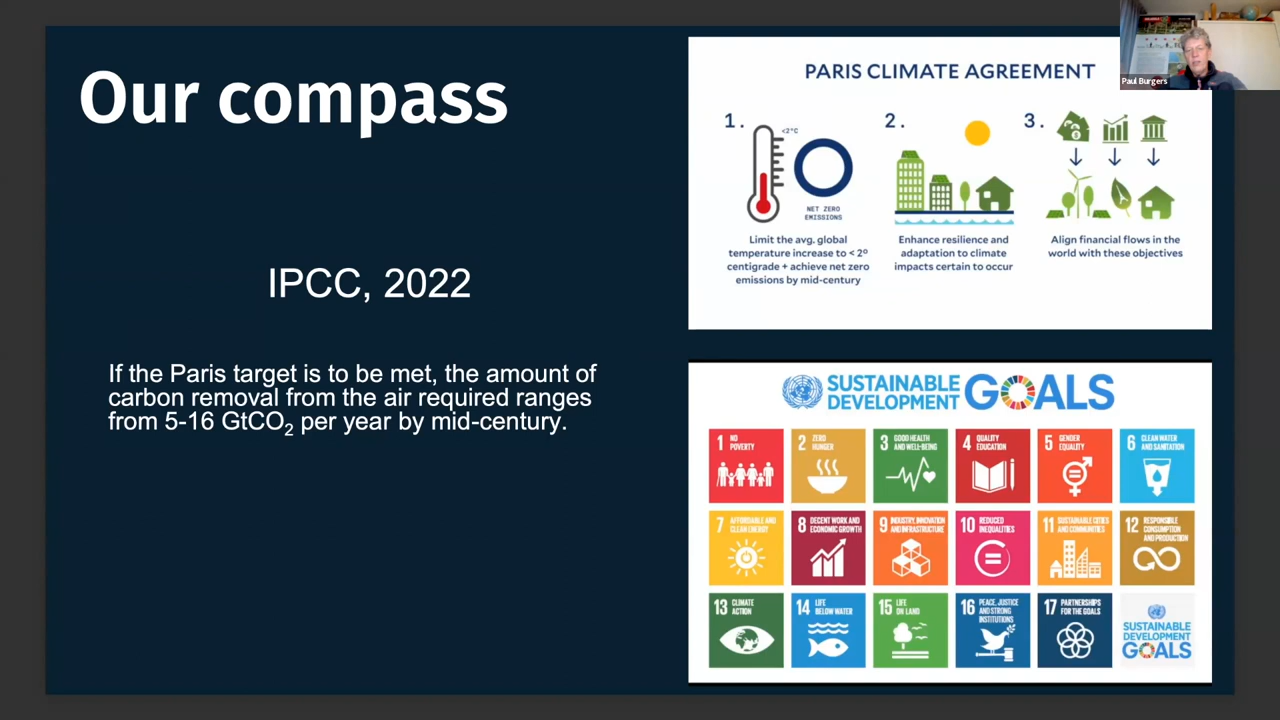 Our compass
IPCC, 2022
If the Paris target is to be met, the amount of
carbon removal from the air required ranges
from 5-16 GtCO₂ per year by mid-century.
PARIS CLIMATE AGREEMENT
1.
<2°C
NET ZERO
EMISSIONS
Limit the avg. global
temperature increase to < 2º
centigrade + achieve net zero
emissions by mid-century
2.
Enhance resilience and
adaptation to climate
impacts certain to occur
3.
Align financial flows in the
world with these objectives
Paul Burgers
SUSTAINABLE
DEVELOPMENT
GOALS
1 NO
POVERTY
2 ZERO
HUNGER
3 GOOD HEALTH
AND WELL-BEING
4 QUALITY
EDUCATION
5 GENDER
EQUALITY
6 CLEAN WATER
AND SANITATION
7 AFFORDABLE AND
CLEAN ENERGY
8 DECENT WORK AND
ECONOMIC GROWTH
9 INDUSTRY, INNOVATION
AND INFRASTRUCTURE
10 REDUCED
INEQUALITIES
11 SUSTAINABLE CITIES
AND COMMUNITIES
12 RESPONSIBLE
CONSUMPTION
AND PRODUCTION
13 CLIMATE
ACTION
14 LIFE
BELOW WATER
15 LIFE
ON LAND
16 PEACE, JUSTICE
AND STRONG
INSTITUTIONS
17 PARTNERSHIPS
FOR THE GOALS
SUSTAINABLE
DEVELOPMENT
GOALS